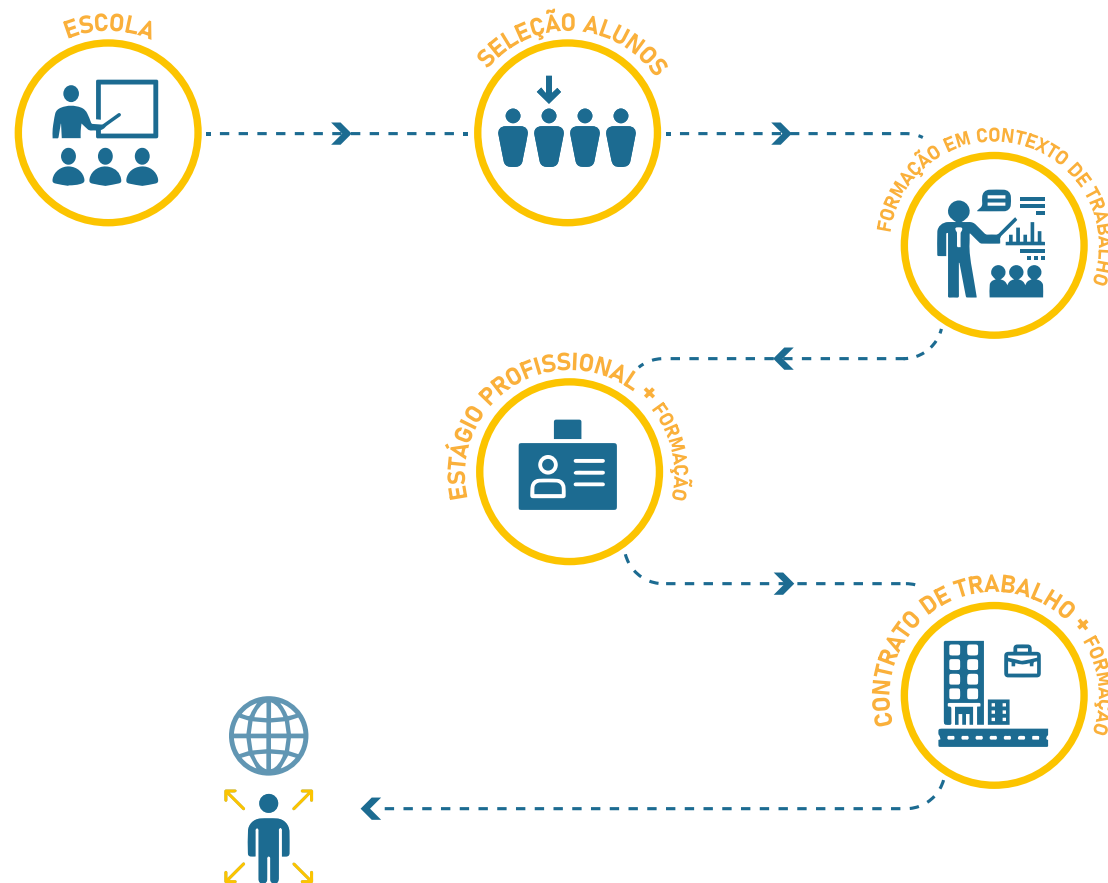 ESCOLA
SELEÇÃO ALUNOS
FORMAÇÃO EM CONTEXTO DE TRABALHO
ESTÁGIO PROFISSIONAL + FORMAÇÃO
CONTRATO DE TRABALHO + FORMAÇÃO